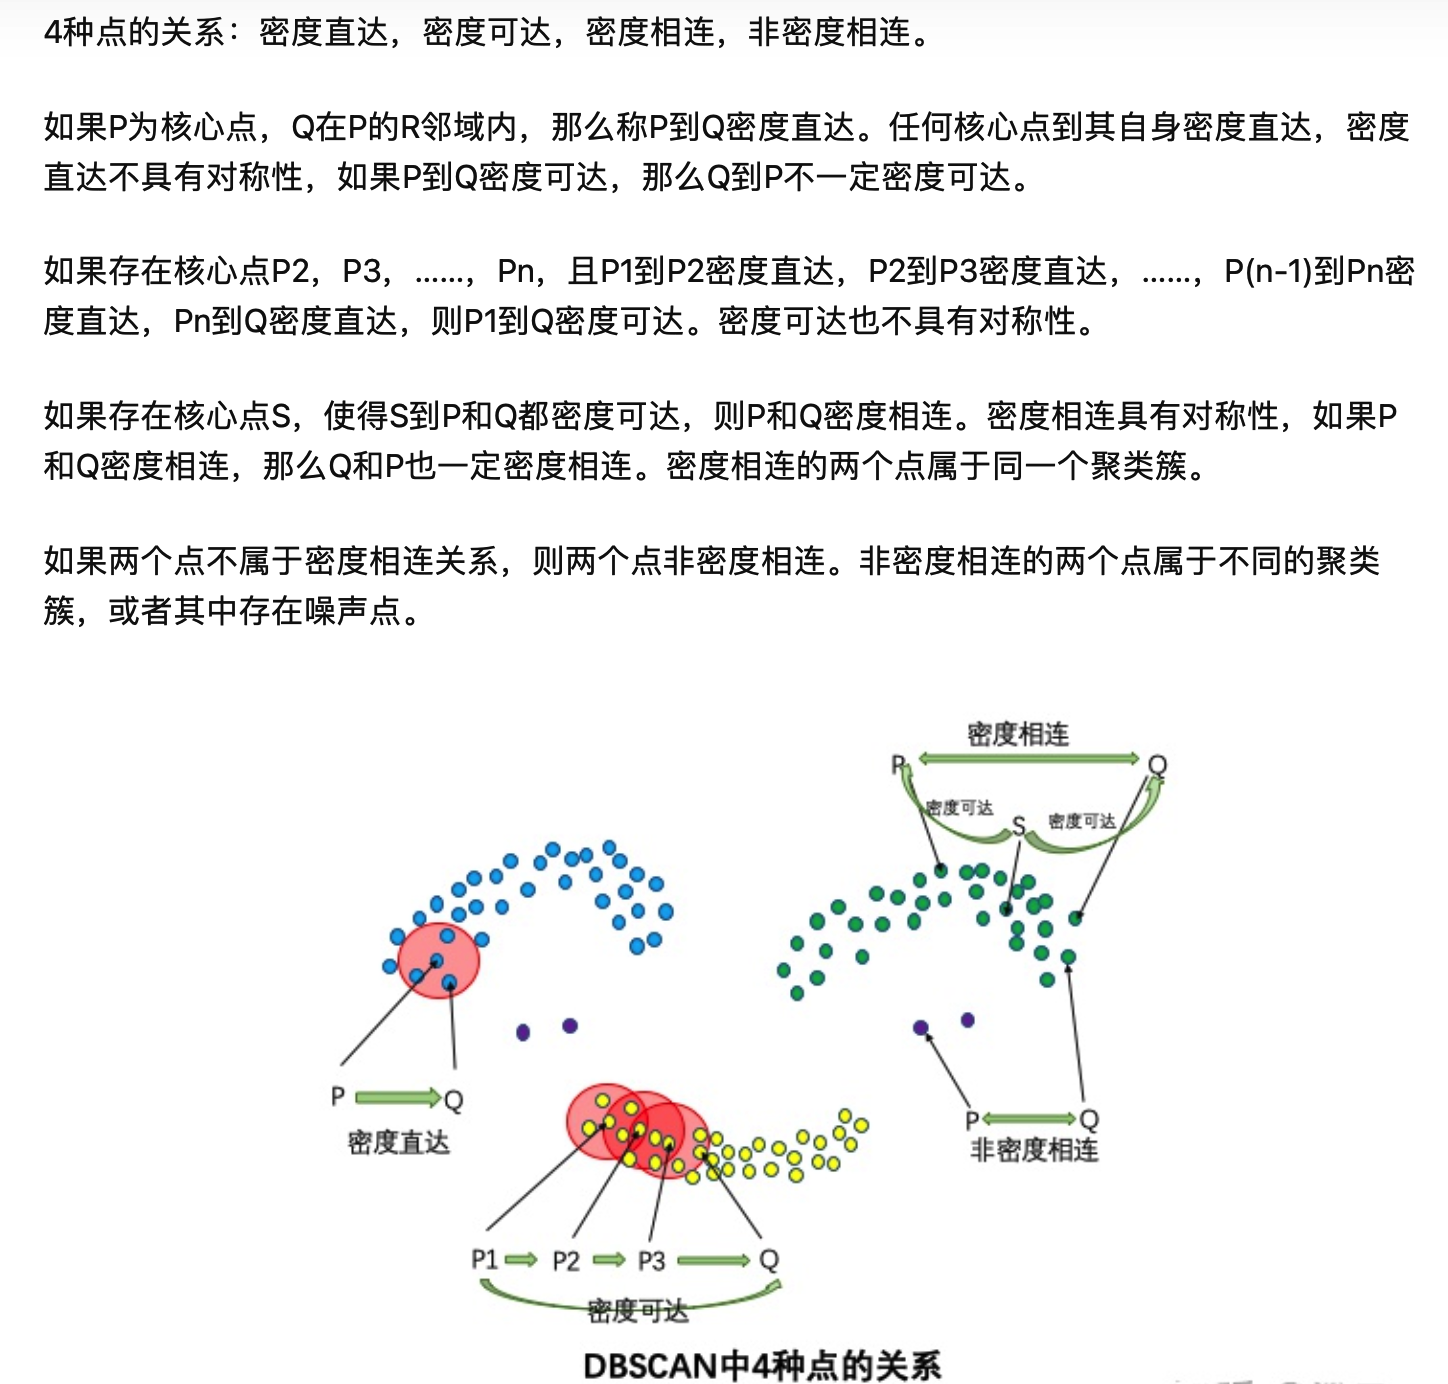 4种点的关系：密度直达，密度可达，密度相连，非密度相连。
如果P为核心点，Q在P的R邻域内，那么称P到Q密度直达。任何核心点到其自身密度直达，密度
直达不具有对称性，如果P到Q密度可达，那么Q到P不一定密度可达。
如果存在核心点P2，P3，……，Pn，且P1到P2密度直达，P2到P3密度直达，……，P(n-1)到Pn密
度直达，Pn到Q密度直达，则P1到Q密度可达。密度可达也不具有对称性。
如果存在核心点S，使得S到P和Q都密度可达，则P和Q密度相连。密度相连具有对称性，如果P
和Q密度相连，那么Q和P也一定密度相连。密度相连的两个点属于同一个聚类簇。
如果两个点不属于密度相连关系，则两个点非密度相连。非密度相连的两个点属于不同的聚类
簇，或者其中存在噪声点。
密度相连
P Q
密度可达 S 密度可达
P Q
密度直达
P Q
非密度相连
P1 P2 P3 Q
密度可达
DBSCAN中4种点的关系